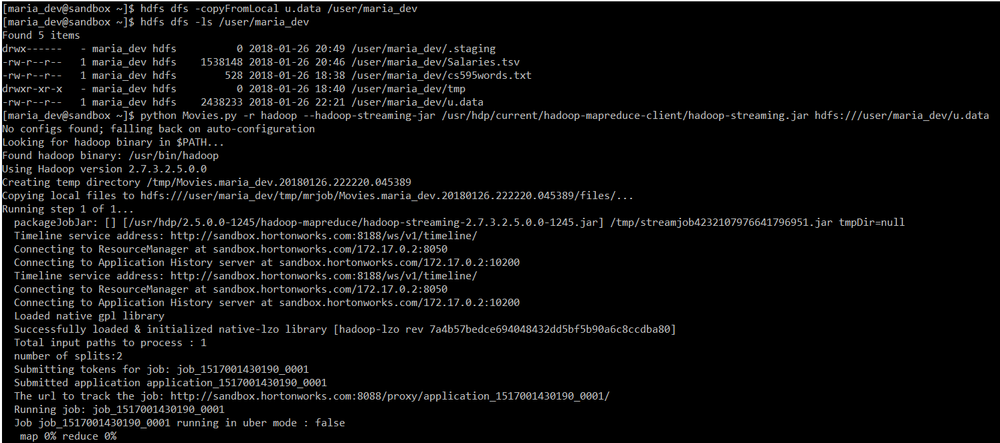 [maria_dev@sandbox ~]$ hdfs dfs -copyFromLocal u.data /user/maria_dev
[maria_dev@sandbox ~]$ hdfs dfs -ls /user/maria_dev
Found 5 items
drwx------   - maria_dev hdfs          0 2018-01-26 20:49 /user/maria_dev/.staging
-rw-r--r--   1 maria_dev hdfs    1538148 2018-01-26 20:46 /user/maria_dev/Salaries.tsv
-rw-r--r--   1 maria_dev hdfs        528 2018-01-26 18:38 /user/maria_dev/cs595words.txt
drwxr-xr-x   - maria_dev hdfs          0 2018-01-26 18:40 /user/maria_dev/tmp
-rw-r--r--   1 maria_dev hdfs    2438233 2018-01-26 22:21 /user/maria_dev/u.data
[maria_dev@sandbox ~]$ python Movies.py -r hadoop --hadoop-streaming-jar /usr/hdp/current/hadoop-mapreduce-client/hadoop-streaming.jar hdfs:///user/maria_dev/u.data
No configs found; falling back on auto-configuration
Looking for hadoop binary in $PATH...
Found hadoop binary: /usr/bin/hadoop
Using Hadoop version 2.7.3.2.5.0.0
Creating temp directory /tmp/Movies.maria_dev.20180126.222220.045389
Copying local files to hdfs:///user/maria_dev/tmp/mrjob/Movies.maria_dev.20180126.222220.045389/files/...
Running step 1 of 1...
  packageJobJar: [] [/usr/hdp/2.5.0.0-1245/hadoop-mapreduce/hadoop-streaming-2.7.3.2.5.0.0-1245.jar] /tmp/streamjob4232107976641796951.jar tmpDir=null
  Timeline service address: http://sandbox.hortonworks.com:8188/ws/v1/timeline/
  Connecting to ResourceManager at sandbox.hortonworks.com/172.17.0.2:8050
  Connecting to Application History server at sandbox.hortonworks.com/172.17.0.2:10200
  Timeline service address: http://sandbox.hortonworks.com:8188/ws/v1/timeline/
  Connecting to ResourceManager at sandbox.hortonworks.com/172.17.0.2:8050
  Connecting to Application History server at sandbox.hortonworks.com/172.17.0.2:10200
  Loaded native gpl library
  Successfully loaded & initialized native-lzo library [hadoop-lzo rev 7a4b57bedce694048432dd5bf5b90a6c8ccdba80]
  Total input paths to process : 1
  number of splits:2
  Submitting tokens for job: job_1517001430190_0001
  Submitted application application_1517001430190_0001
  The url to track the job: http://sandbox.hortonworks.com:8088/proxy/application_1517001430190_0001/
  Running job: job_1517001430190_0001
  Job job_1517001430190_0001 running in uber mode : false
   map 0% reduce 0%